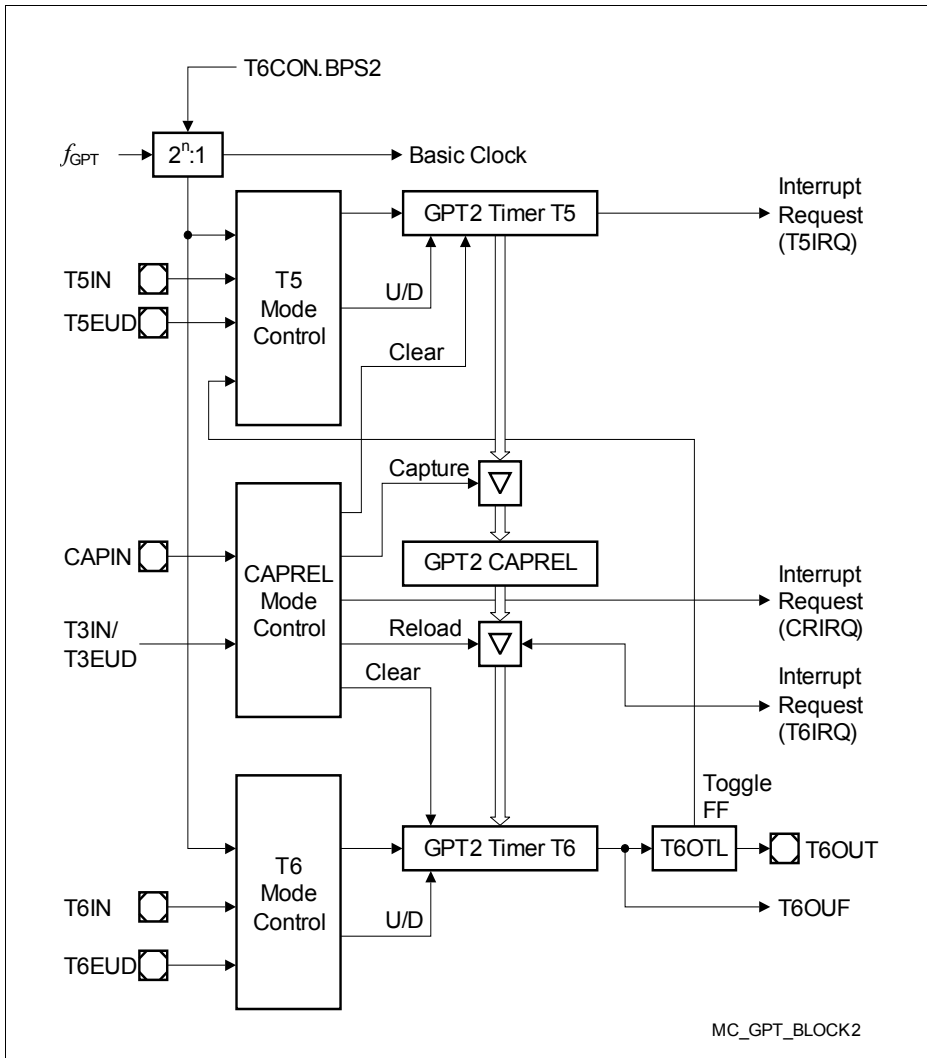 T6CON.BPS2
fGPT
2n:1
Basic Clock
Interrupt
Request
(T5IRQ)
GPT2 Timer T5
T5
Mode
Control
T5IN
T5EUD
U/D
Clear
Capture
CAPIN
CAPREL
Mode
Control
GPT2 CAPREL
Interrupt
Request
(CRIRQ)
T3IN/
T3EUD
Reload
Clear
Interrupt
Request
(T6IRQ)
Toggle
FF
T6
Mode
Control
GPT2 Timer T6
T6OTL
T6OUT
T6IN
U/D
T6OUF
T6EUD
MC_GPT_BLOCK2